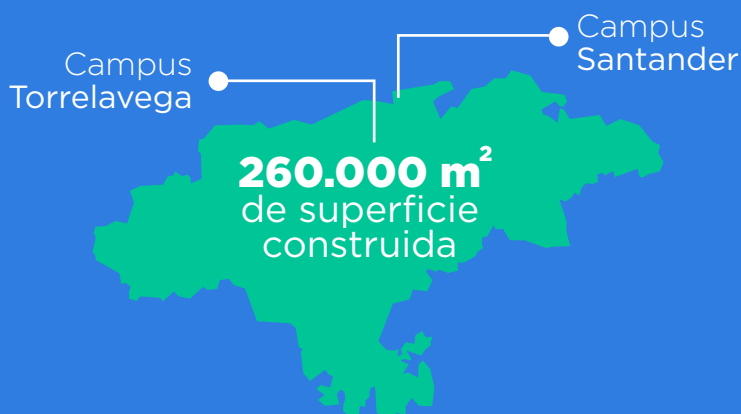 Campus
Santander
Campus
Torrelavega
260.000 m²
de superficie
construida